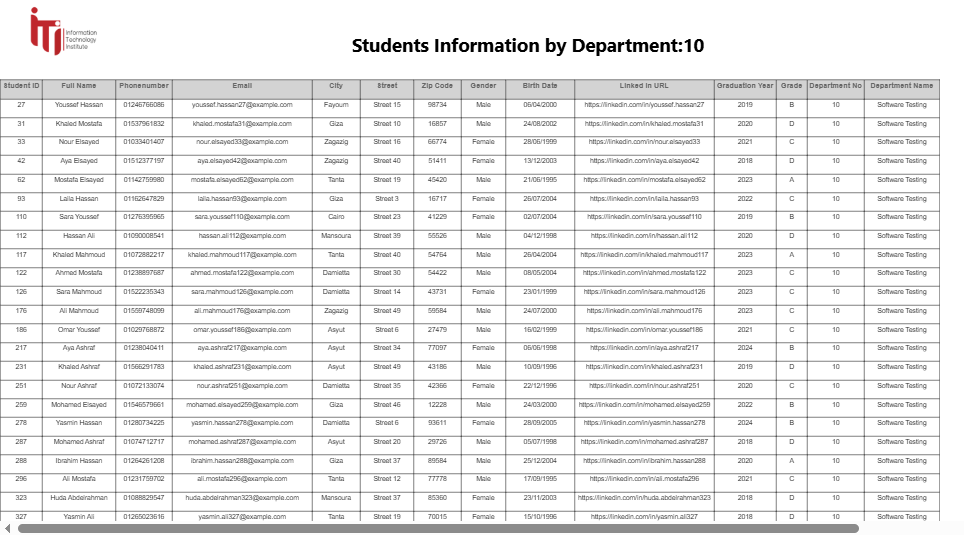 iTi
Information
Technology
Institute
Students Information by Department:10
Student ID Full Name Phonenumber Email City Street Zip Code Gender Birth Date Linked In URL Graduation Year Grade Department No Department Name
27 Youssef Hassan 01246766086 youssef.hassan27@example.com Fayoum Street 15 98734 Male 06/04/2000 https://linkedin.com/in/youssef.hassan27 2019 B 10 Software Testing
31 Khaled Mostafa 01537961832 khaled.mostafa31@example.com Giza Street 10 16857 Male 24/08/2002 https://linkedin.com/in/khaled.mostafa31 2020 D 10 Software Testing
33 Nour Elsayed 01033401407 nour.elsayed33@example.com Zagazig Street 16 66774 Female 28/06/1999 https://linkedin.com/in/nour.elsayed33 2021 C 10 Software Testing
42 Aya Elsayed 01512377197 aya.elsayed42@example.com Zagazig Street 40 51411 Female 13/12/2003 https://linkedin.com/in/aya.elsayed42 2018 D 10 Software Testing
62 Mostafa Elsayed 01142759980 mostafa.elsayed62@example.com Tanta Street 19 45420 Male 21/06/1995 https://linkedin.com/in/mostafa.elsayed62 2023 A 10 Software Testing
93 Laila Hassan 01162647829 laila.hassan93@example.com Giza Street 3 16717 Female 26/07/2004 https://linkedin.com/in/laila.hassan93 2022 C 10 Software Testing
110 Sara Youssef 01276395965 sara.youssef110@example.com Cairo Street 23 41229 Female 02/07/2004 https://linkedin.com/in/sara.youssef110 2019 B 10 Software Testing
112 Hassan Ali 01090008541 hassan.ali112@example.com Mansoura Street 39 55526 Male 04/12/1998 https://linkedin.com/in/hassan.ali112 2020 D 10 Software Testing
117 Khaled Mahmoud 01072882217 khaled.mahmoud117@example.com Tanta Street 40 54764 Male 26/04/2004 https://linkedin.com/in/khaled.mahmoud117 2023 A 10 Software Testing
122 Ahmed Mostafa 01238897687 ahmed.mostafa122@example.com Damietta Street 30 54422 Male 08/05/2004 https://linkedin.com/in/ahmed.mostafa122 2023 C 10 Software Testing
126 Sara Mahmoud 01522235343 sara.mahmoud126@example.com Damietta Street 14 43731 Female 23/01/1999 https://linkedin.com/in/sara.mahmoud126 2023 C 10 Software Testing
176 Ali Mahmoud 01559748099 ali.mahmoud176@example.com Zagazig Street 49 59584 Male 24/07/2000 https://linkedin.com/in/ali.mahmoud176 2023 C 10 Software Testing
186 Omar Youssef 01029768872 omar.youssef186@example.com Asyut Street 6 27479 Male 16/02/1999 https://linkedin.com/in/omar.youssef186 2021 C 10 Software Testing
217 Aya Ashraf 01238040411 aya.ashraf217@example.com Asyut Street 34 77097 Female 06/06/1998 https://linkedin.com/in/aya.ashraf217 2024 B 10 Software Testing
231 Khaled Ashraf 01566291783 khaled.ashraf231@example.com Asyut Street 49 43186 Male 10/09/1996 https://linkedin.com/in/khaled.ashraf231 2019 D 10 Software Testing
251 Nour Ashraf 01072133074 nour.ashraf251@example.com Damietta Street 35 42366 Female 22/12/1996 https://linkedin.com/in/nour.ashraf251 2020 C 10 Software Testing
259 Mohamed Elsayed 01546579661 mohamed.elsayed259@example.com Giza Street 46 12228 Male 24/03/2000 https://linkedin.com/in/mohamed.elsayed259 2022 B 10 Software Testing
278 Yasmin Hassan 01280734225 yasmin.hassan278@example.com Damietta Street 6 93611 Female 28/09/2005 https://linkedin.com/in/yasmin.hassan278 2024 B 10 Software Testing
287 Mohamed Ashraf 01074712717 mohamed.ashraf287@example.com Asyut Street 20 29726 Male 05/07/1998 https://linkedin.com/in/mohamed.ashraf287 2018 D 10 Software Testing
288 Ibrahim Hassan 01264261208 ibrahim.hassan288@example.com Giza Street 37 89584 Male 25/12/2004 https://linkedin.com/in/ibrahim.hassan288 2020 A 10 Software Testing
296 Ali Mostafa 01231759702 ali.mostafa296@example.com Tanta Street 12 77778 Male 17/09/1995 https://linkedin.com/in/ali.mostafa296 2021 C 10 Software Testing
323 Huda Abdelrahman 01088829547 huda.abdelrahman323@example.com Mansoura Street 37 85360 Female 23/11/2003 https://linkedin.com/in/huda.abdelrahman323 2018 D 10 Software Testing
327 Yasmin Ali 01265023616 yasmin.ali327@example.com Tanta Street 19 70015 Female 15/10/1996 https://linkedin.com/in/yasmin.ali327 2018 D 10 Software Testing